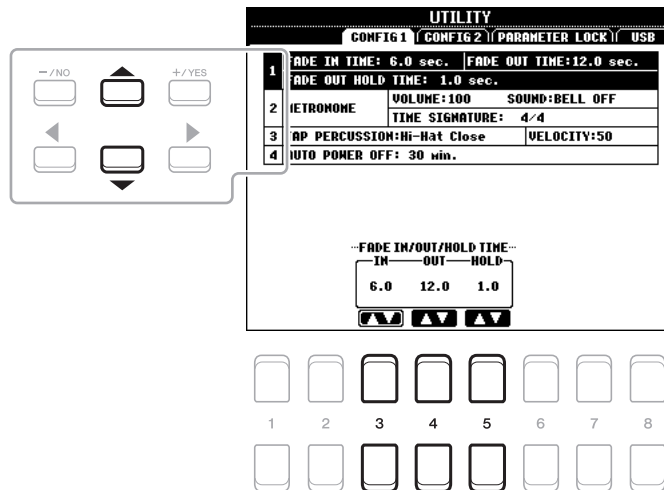 UTILITY
CONFIG 1 CONFIG 2 PARAMETER LOCK USB
-/NO +/YES
1 FADE IN TIME: 6.0 sec. FADE OUT TIME:12.0 sec.
FADE OUT HOLD TIME: 1.0 sec.
2 METRONOME VOLUME:100 SOUND:BELL OFF
TIME SIGNATURE: 4/4
3 TAP PERCUSSION:Hi-Hat Close VELOCITY:50
4 AUTO POWER OFF: 30 min.
FADE IN/OUT/HOLD TIME
IN OUT HOLD
6.0 12.0 1.0
1 2 3 4 5 6 7 8